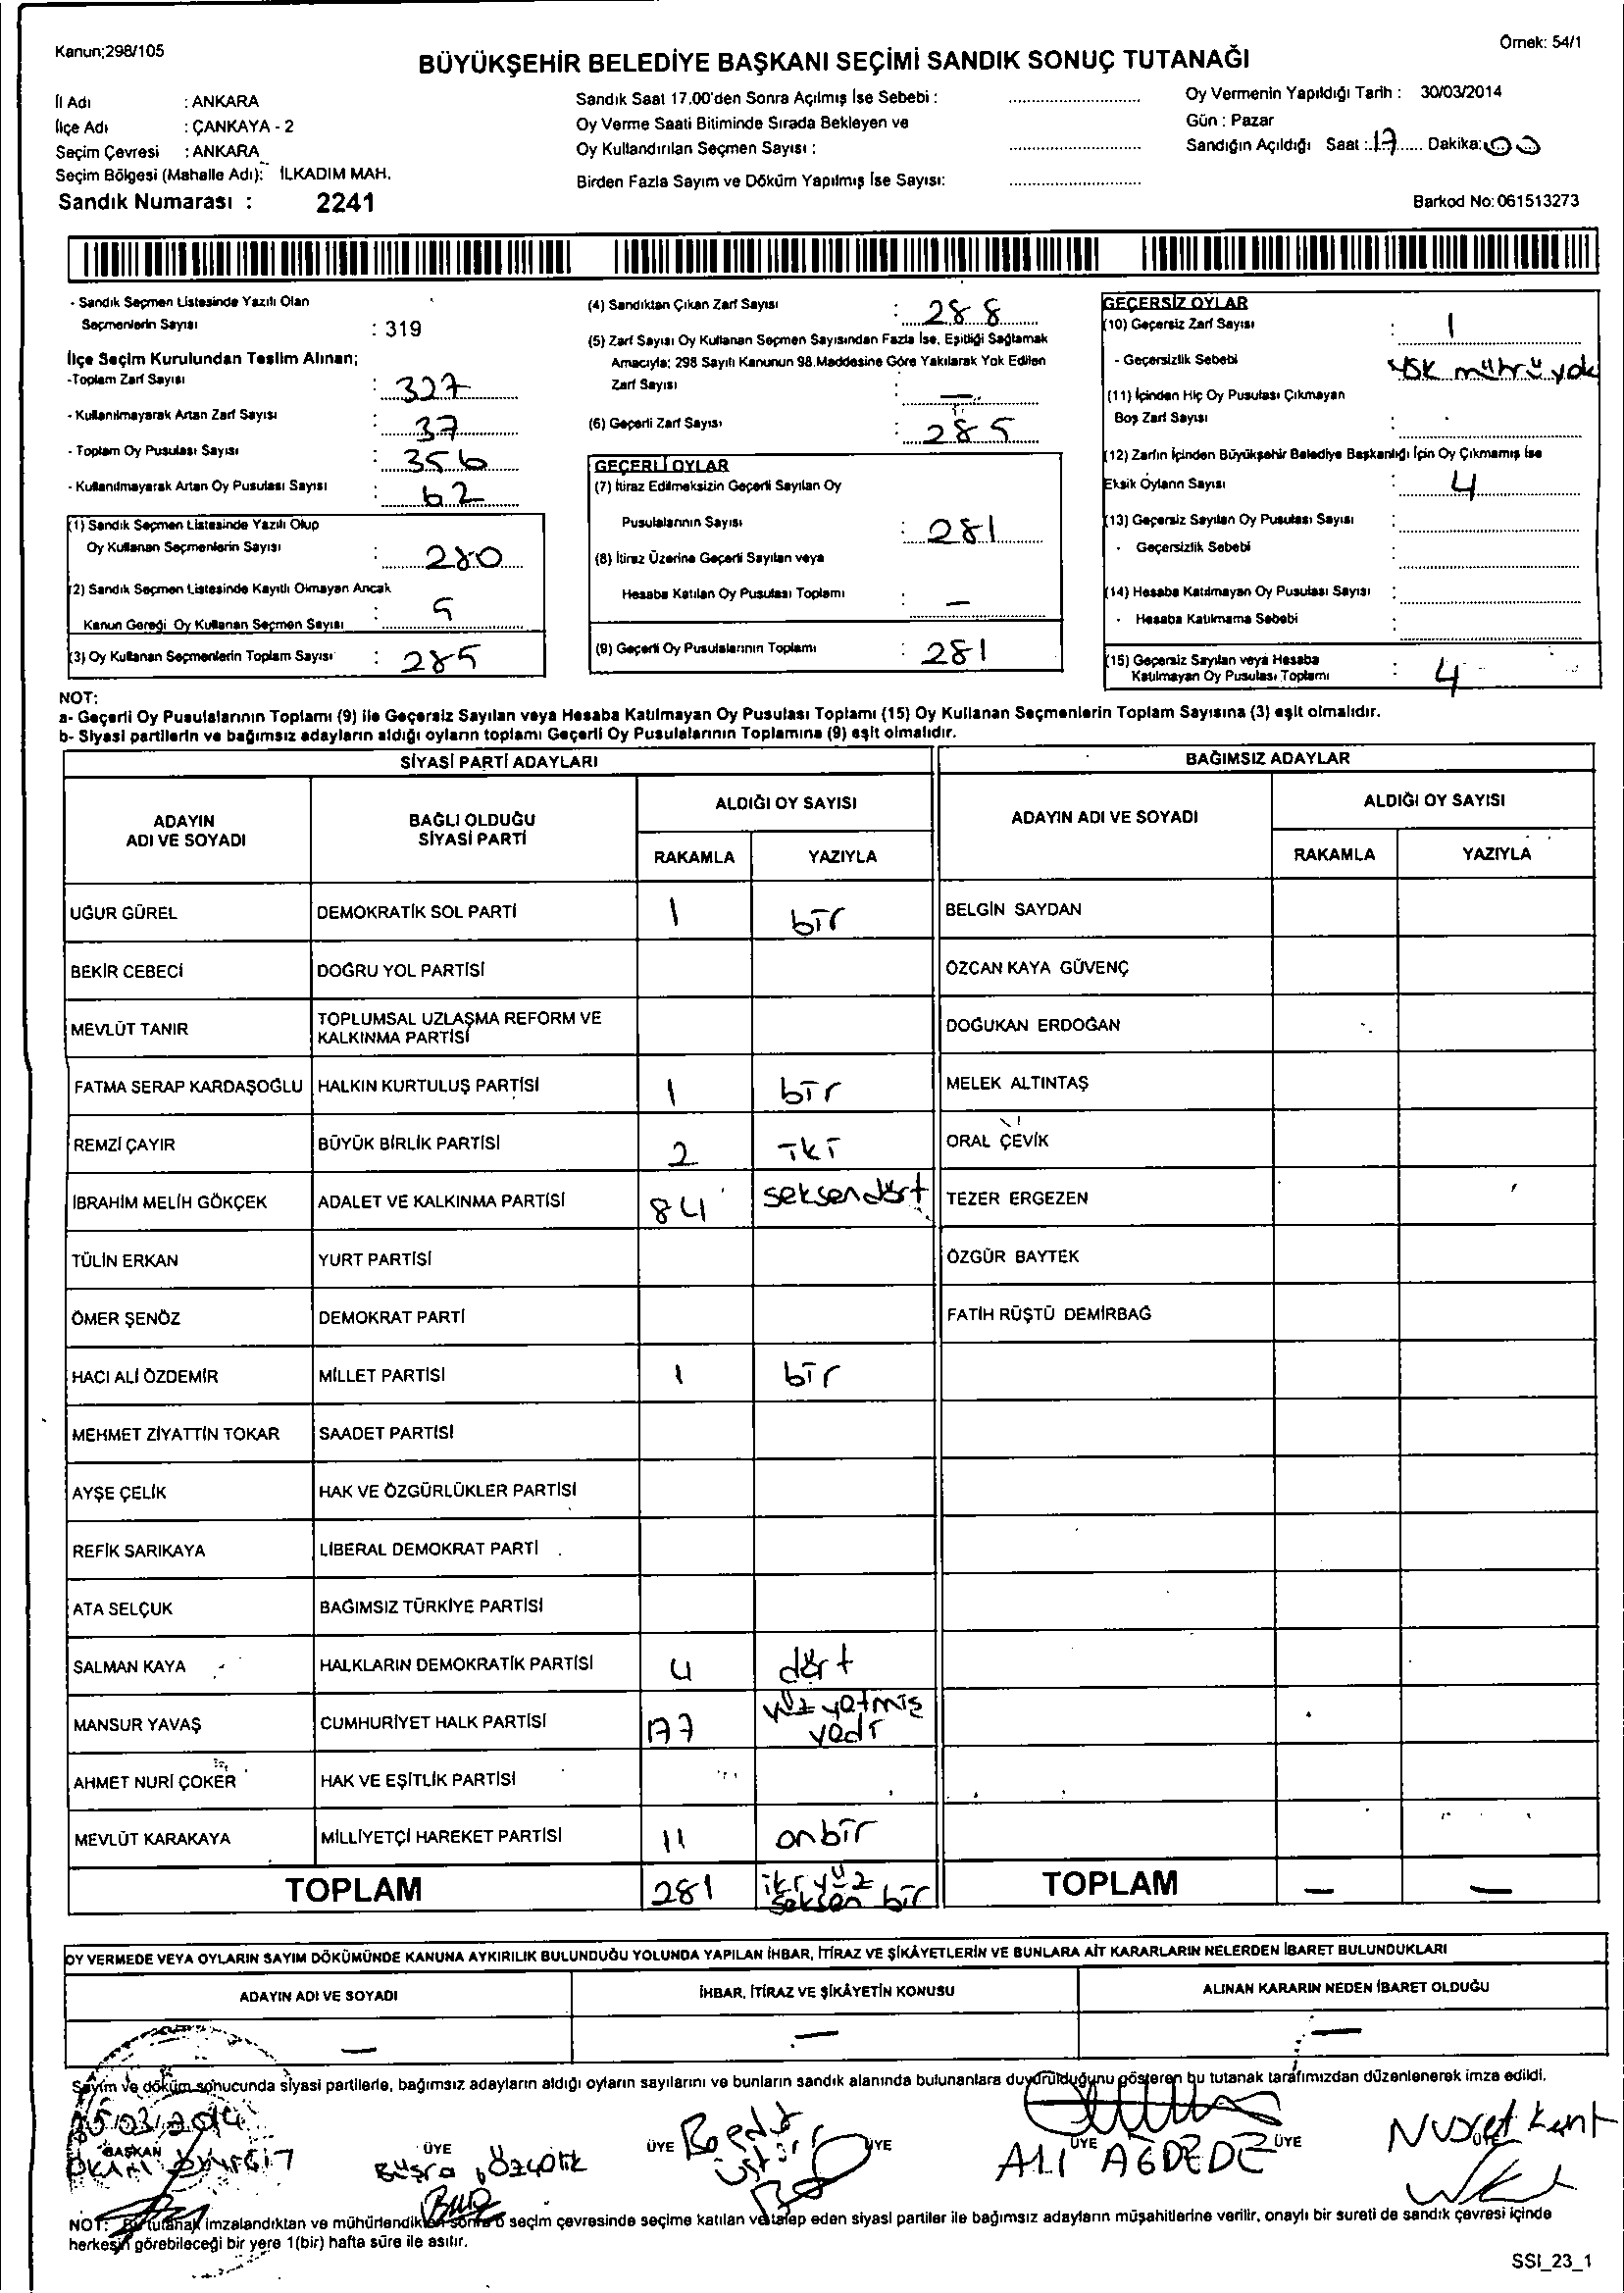 Kanun;298/105
Örnek: 54/1
BÜYÜKŞEHİR BELEDİYE BAŞKANI SEÇİMİ SANDIK SONUÇ TUTANAĞI
İl Adı : ANKARA
İlçe Adı : ÇANKAYA - 2
Seçim Çevresi : ANKARA
Seçim Bölgesi (Mahalle Adı): İLKADIM MAH.
Sandık Numarası : 2241
Sandık Saat 17.00'den Sonra Açılmış İse Sebebi :
Oy Verme Saati Bitiminde Sırada Bekleyen ve
Oy Kullandırılan Seçmen Sayısı :
Birden Fazla Sayım ve Döküm Yapılmış İse Sayısı:
Oy Vermenin Yapıldığı Tarih : 30/03/2014
Gün : Pazar
Sandığın Açıldığı Saat : 17 Dakika: 00
Barkod No: 061513273
- Sandık Seçmen Listesinde Yazılı Olan
Seçmenlerin Sayısı : 319
İlçe Seçim Kurulundan Teslim Alınan;
-Toplam Zarf Sayısı : 327
- Kullanılmayarak Artan Zarf Sayısı : 37
- Toplam Oy Pusulası Sayısı : 356
- Kullanılmayarak Artan Oy Pusulası Sayısı : 62
(1) Sandık Seçmen Listesinde Yazılı Olup
Oy Kullanan Seçmenlerin Sayısı : 280
(2) Sandık Seçmen Listesinde Kayıtlı Olmayan Ancak
Kanun Gereği Oy Kullanan Seçmen Sayısı : 5
(3) Oy Kullanan Seçmenlerin Toplam Sayısı : 285
(4) Sandıktan Çıkan Zarf Sayısı : 288
(5) Zarf Sayısı Oy Kullanan Seçmen Sayısından Fazla İse, Eşitliği Sağlamak
Amacıyla; 298 Sayılı Kanunun 98.Maddesine Göre Yakılarak Yok Edilen
Zarf Sayısı : -
(6) Geçerli Zarf Sayısı : 285
GEÇERLİ OYLAR
(7) İtiraz Edilmeksizin Geçerli Sayılan Oy
Pusulalarının Sayısı : 281
(8) İtiraz Üzerine Geçerli Sayılan veya
Hesaba Katılan Oy Pusulası Toplamı : -
(9) Geçerli Oy Pusulalarının Toplamı : 281
GEÇERSİZ OYLAR
(10) Geçersiz Zarf Sayısı : 1
- Geçersizlik Sebebi : YSK mührü yok
(11) İçinden Hiç Oy Pusulası Çıkmayan
Boş Zarf Sayısı :
(12) Zarfın İçinden Büyükşehir Belediye Başkanlığı İçin Oy Çıkmamış İse
Eksik Oyların Sayısı : 4
(13) Geçersiz Sayılan Oy Pusulası Sayısı :
- Geçersizlik Sebebi :
(14) Hesaba Katılmayan Oy Pusulası Sayısı :
- Hesaba Katılmama Sebebi :
(15) Geçersiz Sayılan veya Hesaba
Katılmayan Oy Pusulası Toplamı : 4
NOT:
a- Geçerli Oy Pusulalarının Toplamı (9) ile Geçersiz Sayılan veya Hesaba Katılmayan Oy Pusulası Toplamı (15) Oy Kullanan Seçmenlerin Toplam Sayısına (3) eşit olmalıdır.
b- Siyasi partilerin ve bağımsız adayların aldığı oyların toplamı Geçerli Oy Pusulalarının Toplamına (9) eşit olmalıdır.
SİYASİ PARTİ ADAYLARI
ADAYIN ADI VE SOYADI
BAĞLI OLDUĞU SİYASİ PARTİ
ALDIĞI OY SAYISI
RAKAMLA YAZIYLA
UĞUR GÜREL DEMOKRATİK SOL PARTİ 1 bir
BEKİR CEBECİ DOĞRU YOL PARTİSİ
MEVLÜT TANIR TOPLUMSAL UZLAŞMA REFORM VE KALKINMA PARTİSİ
FATMA SERAP KARDAŞOĞLU HALKIN KURTULUŞ PARTİSİ 1 bir
REMZİ ÇAYIR BÜYÜK BİRLİK PARTİSİ 2 iki
İBRAHİM MELİH GÖKÇEK ADALET VE KALKINMA PARTİSİ 84 seksendört
TÜLİN ERKAN YURT PARTİSİ
ÖMER ŞENÖZ DEMOKRAT PARTİ
HACI ALİ ÖZDEMİR MİLLET PARTİSİ 1 bir
MEHMET ZİYATTİN TOKAR SAADET PARTİSİ
AYŞE ÇELİK HAK VE ÖZGÜRLÜKLER PARTİSİ
REFİK SARIKAYA LİBERAL DEMOKRAT PARTİ
ATA SELÇUK BAĞIMSIZ TÜRKİYE PARTİSİ
SALMAN KAYA HALKLARIN DEMOKRATİK PARTİSİ 4 dört
MANSUR YAVAŞ CUMHURİYET HALK PARTİSİ 177 yüz yetmiş yedi
AHMET NURİ ÇOKER HAK VE EŞİTLİK PARTİSİ
MEVLÜT KARAKAYA MİLLİYETÇİ HAREKET PARTİSİ 11 onbir
TOPLAM 281 iki yüz seksen bir
BAĞIMSIZ ADAYLAR
ADAYIN ADI VE SOYADI
ALDIĞI OY SAYISI
RAKAMLA YAZIYLA
BELGİN SAYDAN
ÖZCAN KAYA GÜVENÇ
DOĞUKAN ERDOĞAN
MELEK ALTINTAŞ
ORAL ÇEVİK
TEZER ERGEZEN
ÖZGÜR BAYTEK
FATİH RÜŞTÜ DEMİRBAĞ
TOPLAM - -
OY VERMEDE VEYA OYLARIN SAYIM DÖKÜMÜNDE KANUNA AYKIRILIK BULUNDUĞU YOLUNDA YAPILAN İHBAR, İTİRAZ VE ŞİKÂYETLERİN VE BUNLARA AİT KARARLARIN NELERDEN İBARET BULUNDUKLARI
ADAYIN ADI VE SOYADI İHBAR, İTİRAZ VE ŞİKÂYETİN KONUSU ALINAN KARARIN NEDEN İBARET OLDUĞU
- - -
Sayım ve döküm sonucunda siyasi partilerle, bağımsız adayların aldığı oyların sayılarını ve bunların sandık alanında bulunanlara duyurulduğunu gösteren bu tutanak tarafımızdan düzenlenerek imza edildi.
BAŞKAN ÜYE ÜYE ÜYE ÜYE ÜYE
Büşra Özçelik
ALİ AĞDEDE
Nusret Kent
NOT: Bu tutanak imzalandıktan ve mühürlendikten sonra o seçim çevresinde seçime katılan ve talep eden siyasi partiler ile bağımsız adayların müşahitlerine verilir, onaylı bir sureti de sandık çevresi içinde
herkesin görebileceği bir yere 1(bir) hafta süre ile asılır.
SSI_23_1